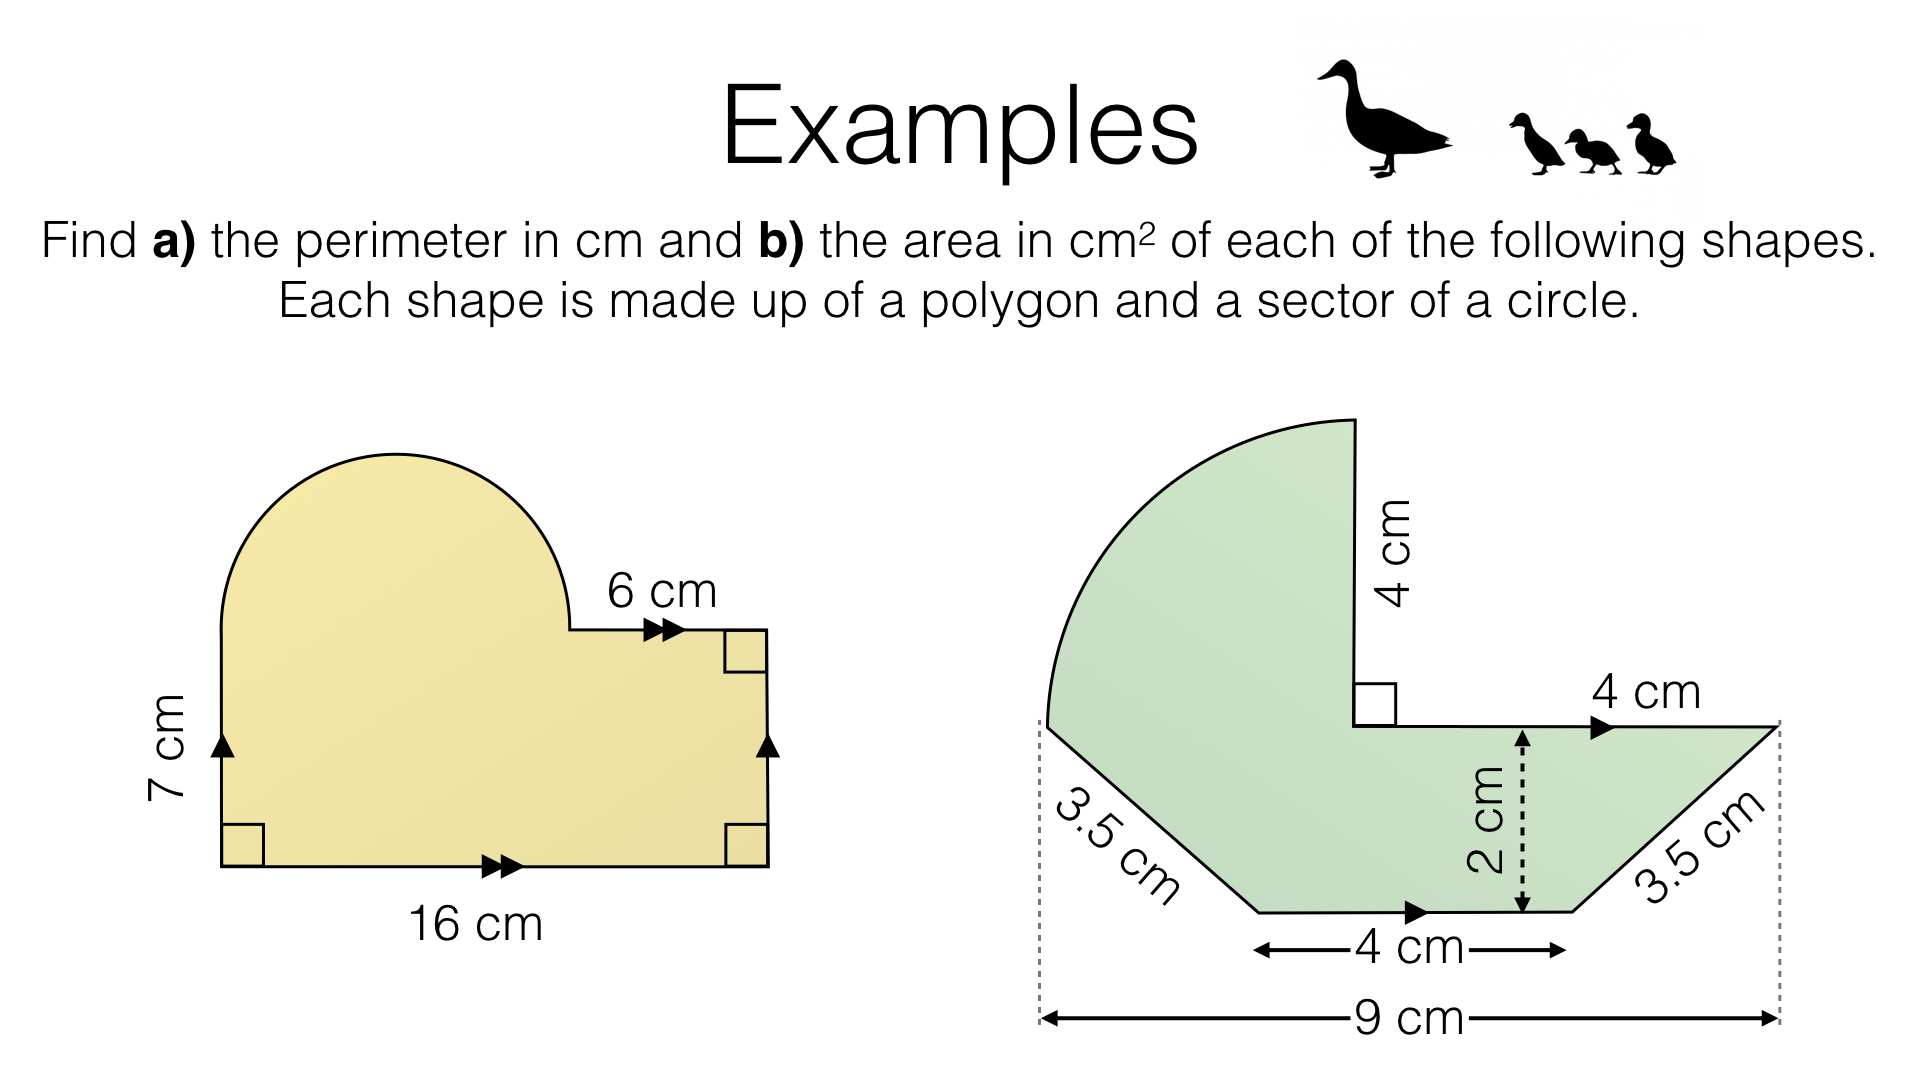 Examples
Find a) the perimeter in cm and b) the area in cm² of each of the following shapes.
Each shape is made up of a polygon and a sector of a circle.
6 cm
7 cm
16 cm
4 cm
4 cm
2 cm
3.5 cm
3.5 cm
4 cm
9 cm